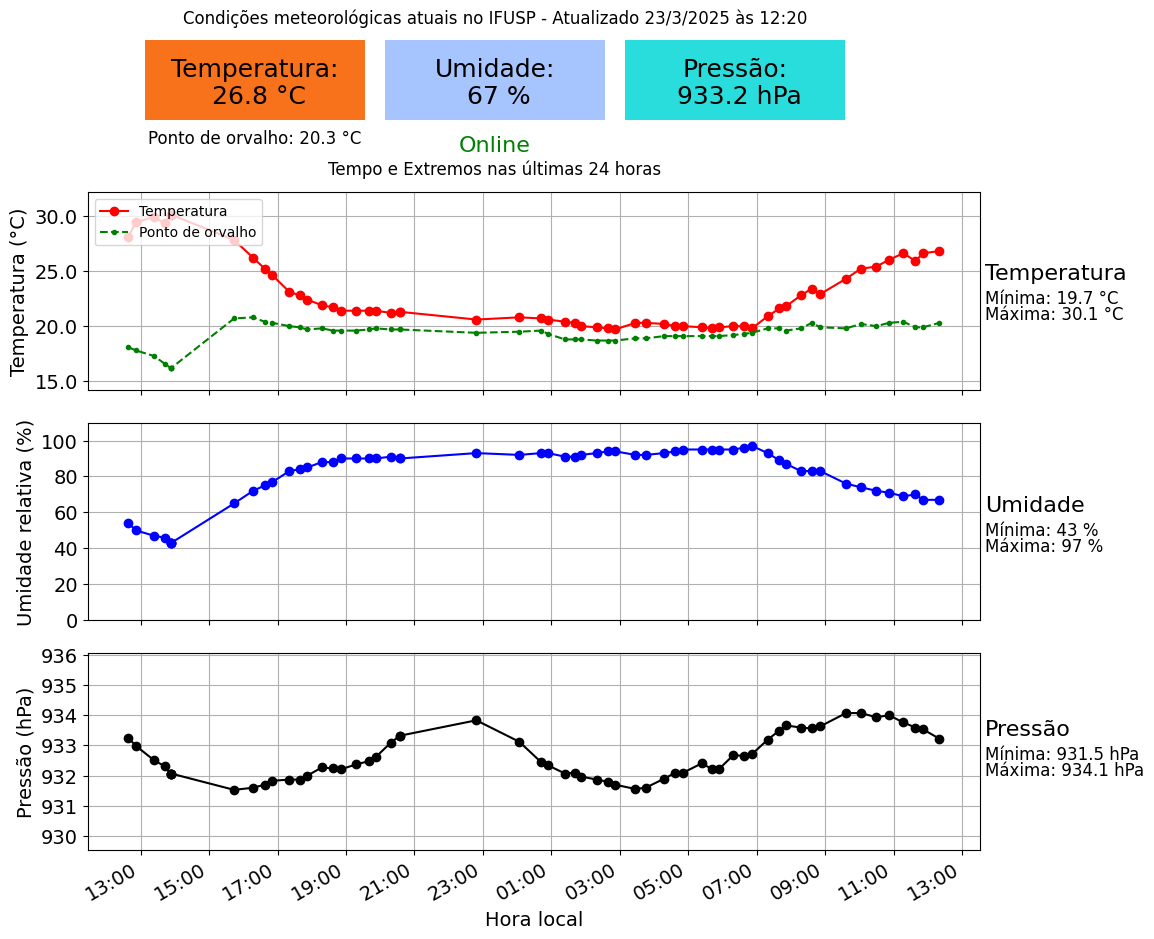 Condições meteorológicas atuais no IFUSP - Atualizado 23/3/2025 às 12:20
Temperatura:
26.8 °C
Umidade:
67 %
Pressão:
933.2 hPa
Ponto de orvalho: 20.3 °C
Online
Tempo e Extremos nas últimas 24 horas
Temperatura (°C)
30.0
25.0
20.0
15.0
Temperatura
Ponto de orvalho
Temperatura
Mínima: 19.7 °C
Máxima: 30.1 °C
Umidade relativa (%)
100
80
60
40
20
0
Umidade
Mínima: 43 %
Máxima: 97 %
Pressão (hPa)
936
935
934
933
932
931
930
Pressão
Mínima: 931.5 hPa
Máxima: 934.1 hPa
13:00 15:00 17:00 19:00 21:00 23:00 01:00 03:00 05:00 07:00 09:00 11:00 13:00
Hora local